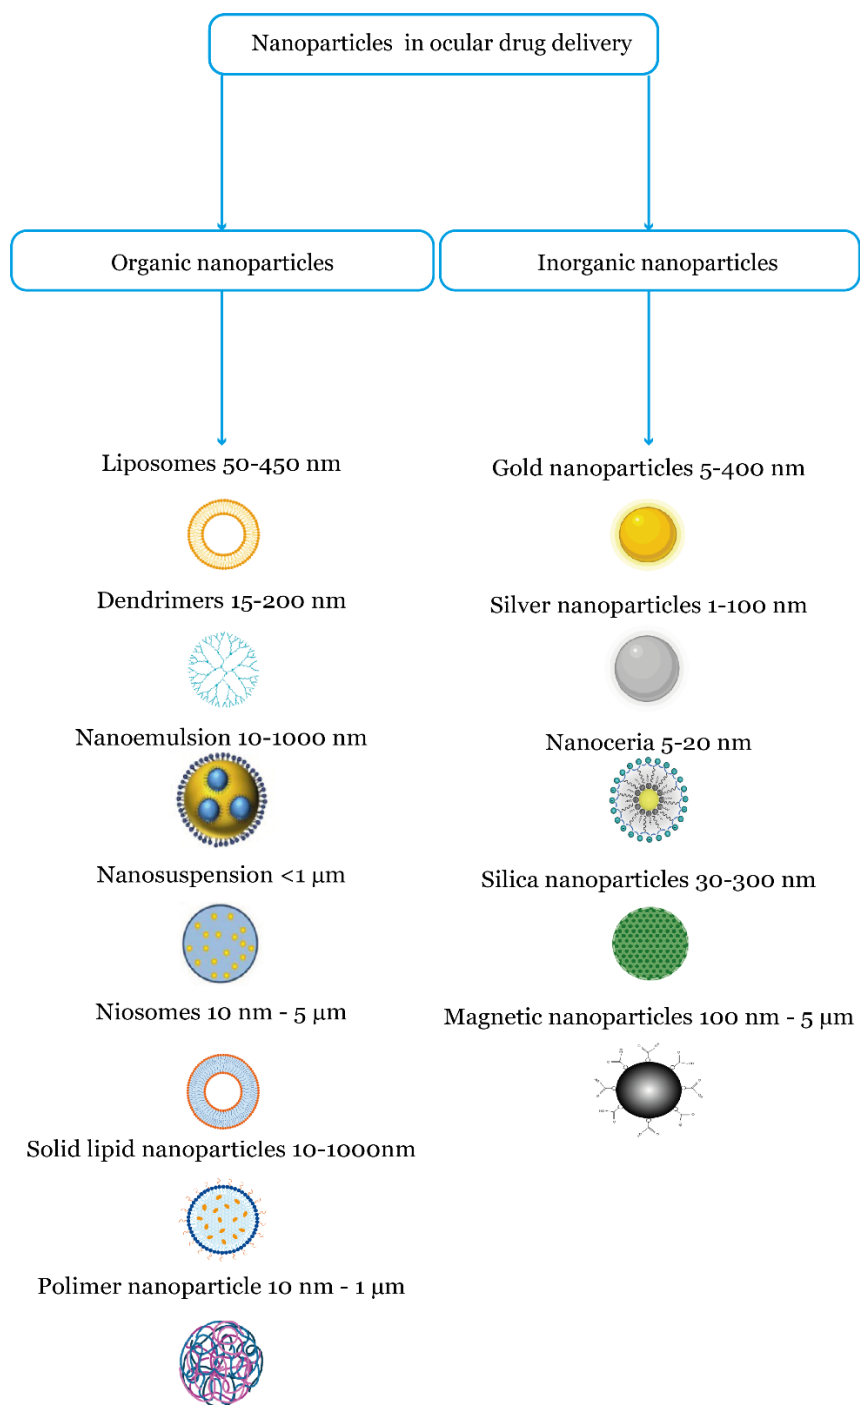 Nanoparticles in ocular drug delivery
Organic nanoparticles
Inorganic nanoparticles
Liposomes 50-450 nm
Dendrimers 15-200 nm
Nanoemulsion 10-1000 nm
Nanosuspension <1 μm
Niosomes 10 nm - 5 μm
Solid lipid nanoparticles 10-1000nm
Polimer nanoparticle 10 nm - 1 μm
Gold nanoparticles 5-400 nm
Silver nanoparticles 1-100 nm
Nanoceria 5-20 nm
Silica nanoparticles 30-300 nm
Magnetic nanoparticles 100 nm - 5 μm